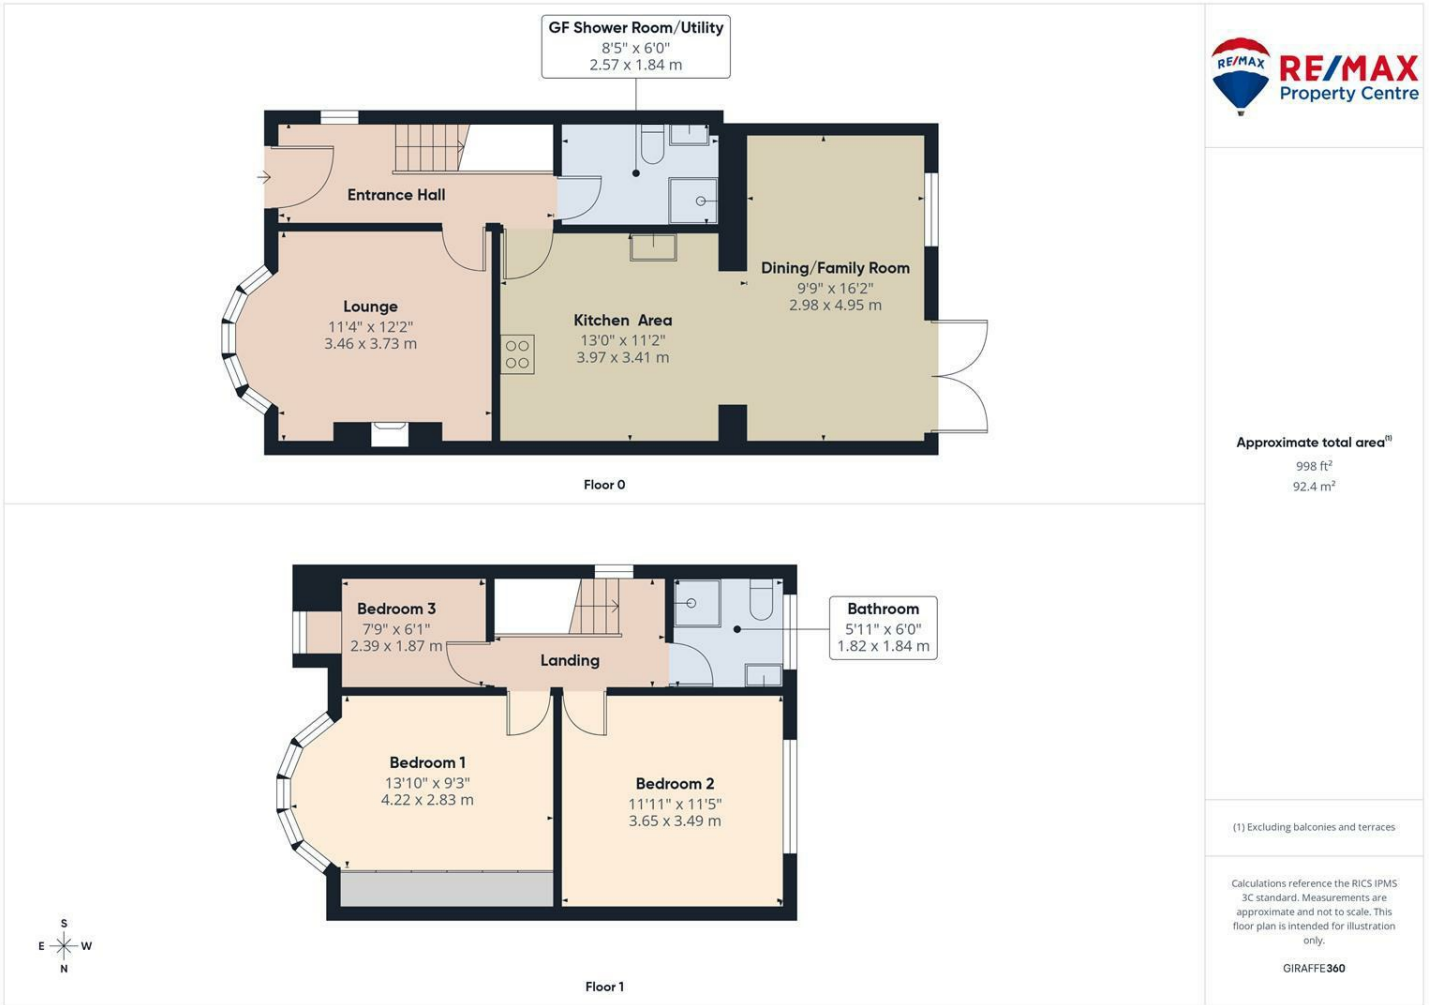 GF Shower Room/Utility
8'5" x 6'0"
2.57 x 1.84 m
RE/MAX
RE/MAX
Property Centre
Entrance Hall
Dining/Family Room
9'9" x 16'2"
2.98 x 4.95 m
Lounge
11'4" x 12'2"
3.46 x 3.73 m
Kitchen Area
13'0" x 11'2"
3.97 x 3.41 m
Floor 0
Approximate total area(1)
998 ft²
92.4 m²
Bedroom 3
7'9" x 6'1"
2.39 x 1.87 m
Landing
Bathroom
5'11" x 6'0"
1.82 x 1.84 m
Bedroom 1
13'10" x 9'3"
4.22 x 2.83 m
Bedroom 2
11'11" x 11'5"
3.65 x 3.49 m
S
E W
N
Floor 1
(1) Excluding balconies and terraces
Calculations reference the RICS IPMS
3C standard. Measurements are
approximate and not to scale. This
floor plan is intended for illustration
only.
GIRAFFE360